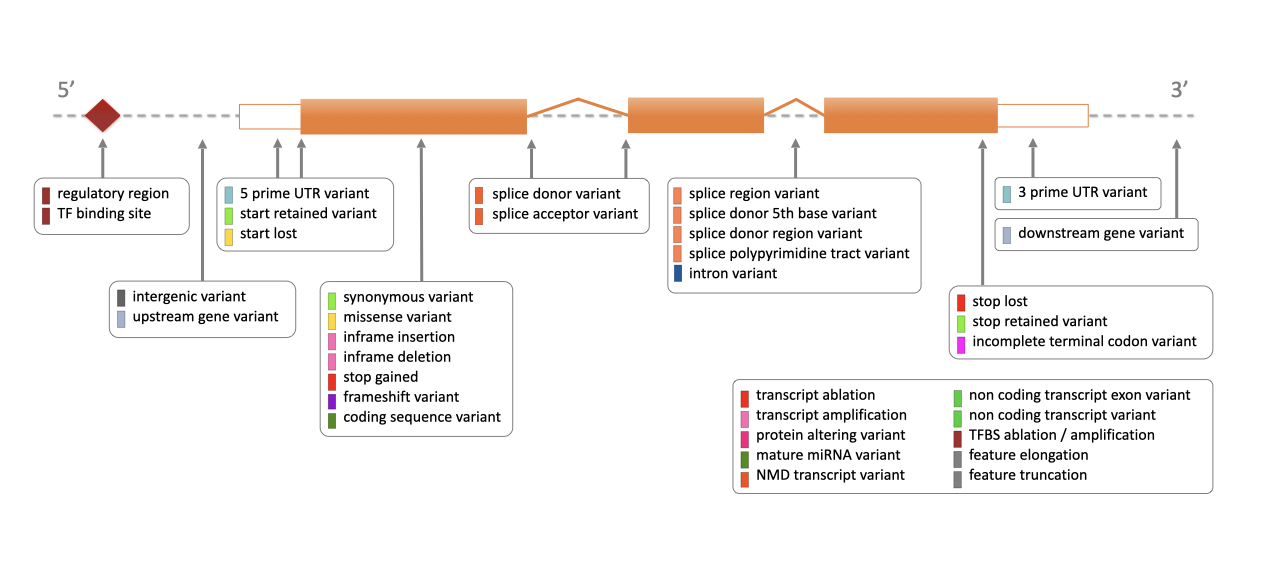 5’
3’
regulatory region
TF binding site
5 prime UTR variant
start retained variant
start lost
splice donor variant
splice acceptor variant
splice region variant
splice donor 5th base variant
splice donor region variant
splice polypyrimidine tract variant
intron variant
3 prime UTR variant
downstream gene variant
intergenic variant
upstream gene variant
synonymous variant
missense variant
inframe insertion
inframe deletion
stop gained
frameshift variant
coding sequence variant
stop lost
stop retained variant
incomplete terminal codon variant
transcript ablation
transcript amplification
protein altering variant
mature miRNA variant
NMD transcript variant
non coding transcript exon variant
non coding transcript variant
TFBS ablation / amplification
feature elongation
feature truncation